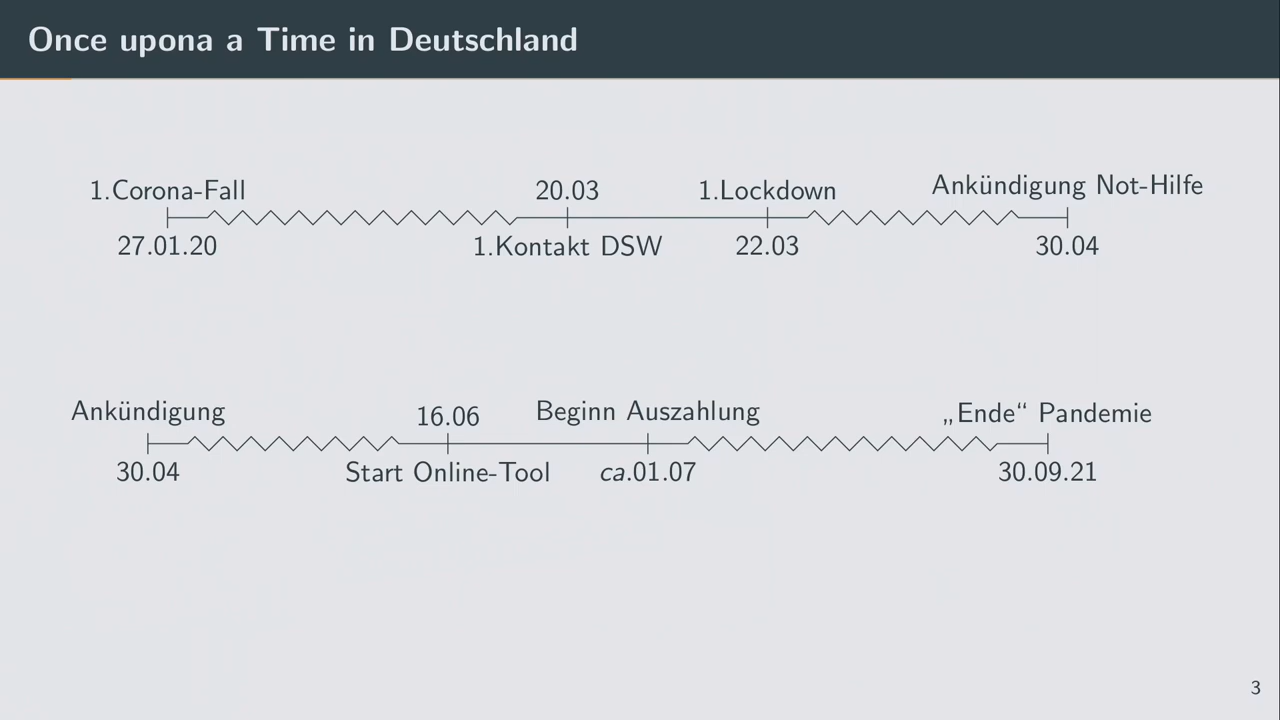 Once upona a Time in Deutschland
1.Corona-Fall 20.03 1.Lockdown Ankündigung Not-Hilfe
27.01.20 1.Kontakt DSW 22.03 30.04
Ankündigung 16.06 Beginn Auszahlung „Ende“ Pandemie
30.04 Start Online-Tool ca.01.07 30.09.21
3